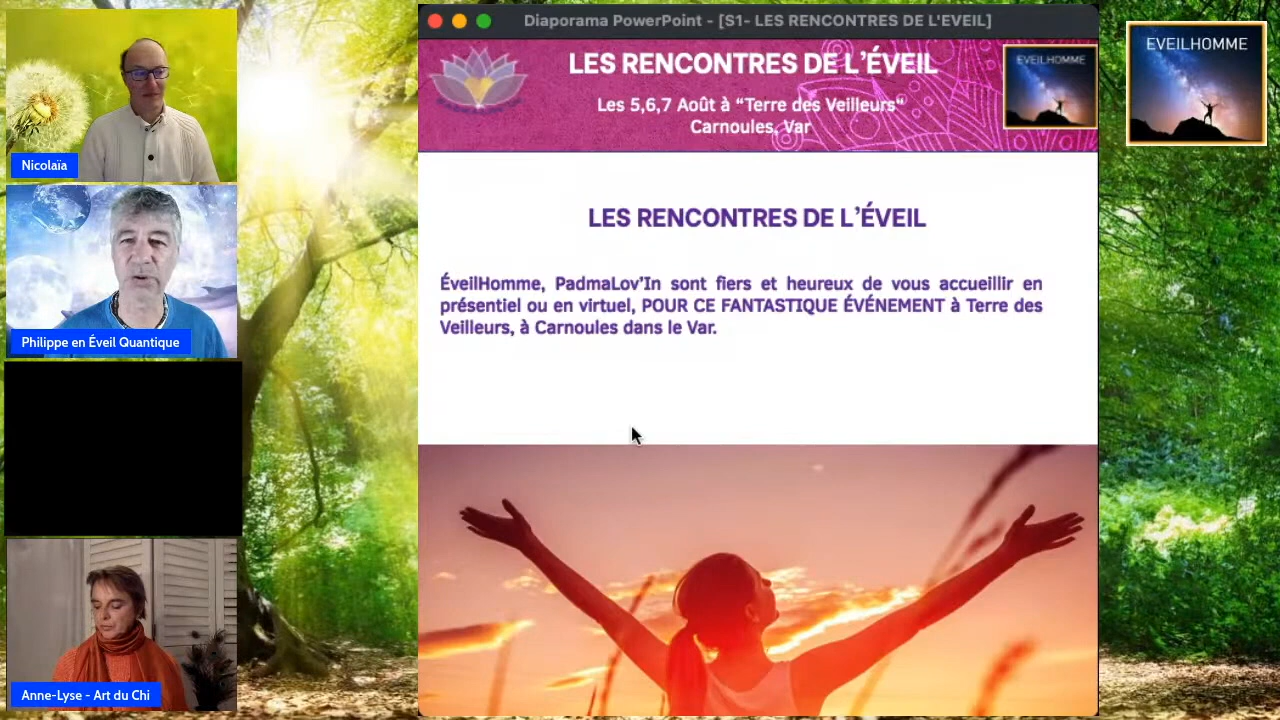 Diaporama PowerPoint - [S1- LES RENCONTRES DE L'EVEIL]
LES RENCONTRES DE L'ÉVEIL
Les 5,6,7 Août à “Terre des Veilleurs“
Carnoules, Var
EVEILHOMME
EVEILHOMME
Nicolaïa
Philippe en Éveil Quantique
Anne-Lyse - Art du Chi
LES RENCONTRES DE L'ÉVEIL
ÉveilHomme, PadmaLov'In sont fiers et heureux de vous accueillir en
présentiel ou en virtuel, POUR CE FANTASTIQUE ÉVÉNEMENT à Terre des
Veilleurs, à Carnoules dans le Var.